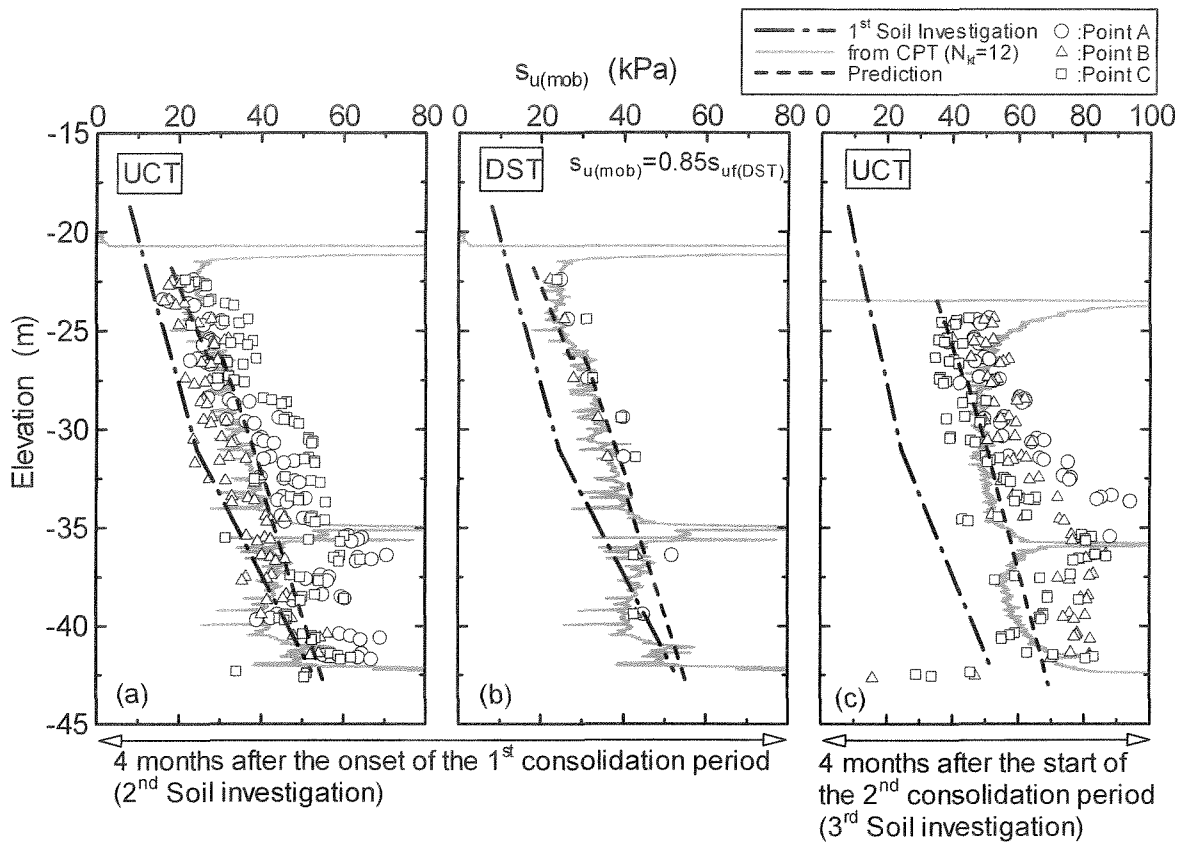 1st Soil Investigation
from CPT (Nkt=12)
Prediction
:Point A
:Point B
:Point C
su(mob) (kPa)
0 20 40 60 80
0 20 40 60 80
0 20 40 60 80 100
Elevation (m)
-15
-20
-25
-30
-35
-40
-45
UCT
DST
su(mob)=0.85suf(DST)
UCT
(a)
(b)
(c)
4 months after the onset of the 1st consolidation period
(2nd Soil investigation)
4 months after the start of
the 2nd consolidation period
(3rd Soil investigation)